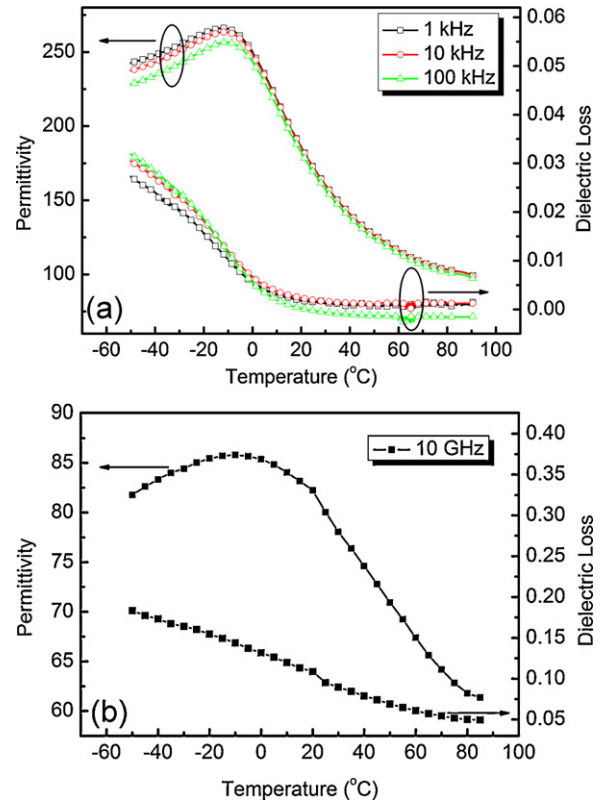 (a)
1 kHz
10 kHz
100 kHz
250
200
150
100
Permittivity
0.06
0.05
0.04
0.03
0.02
0.01
0.00
Dielectric Loss
-60 -40 -20 0 20 40 60 80 100
Temperature (°C)
(b)
10 GHz
90
85
80
75
70
65
60
Permittivity
0.40
0.35
0.30
0.25
0.20
0.15
0.10
0.05
Dielectric Loss
-60 -40 -20 0 20 40 60 80 100
Temperature (°C)